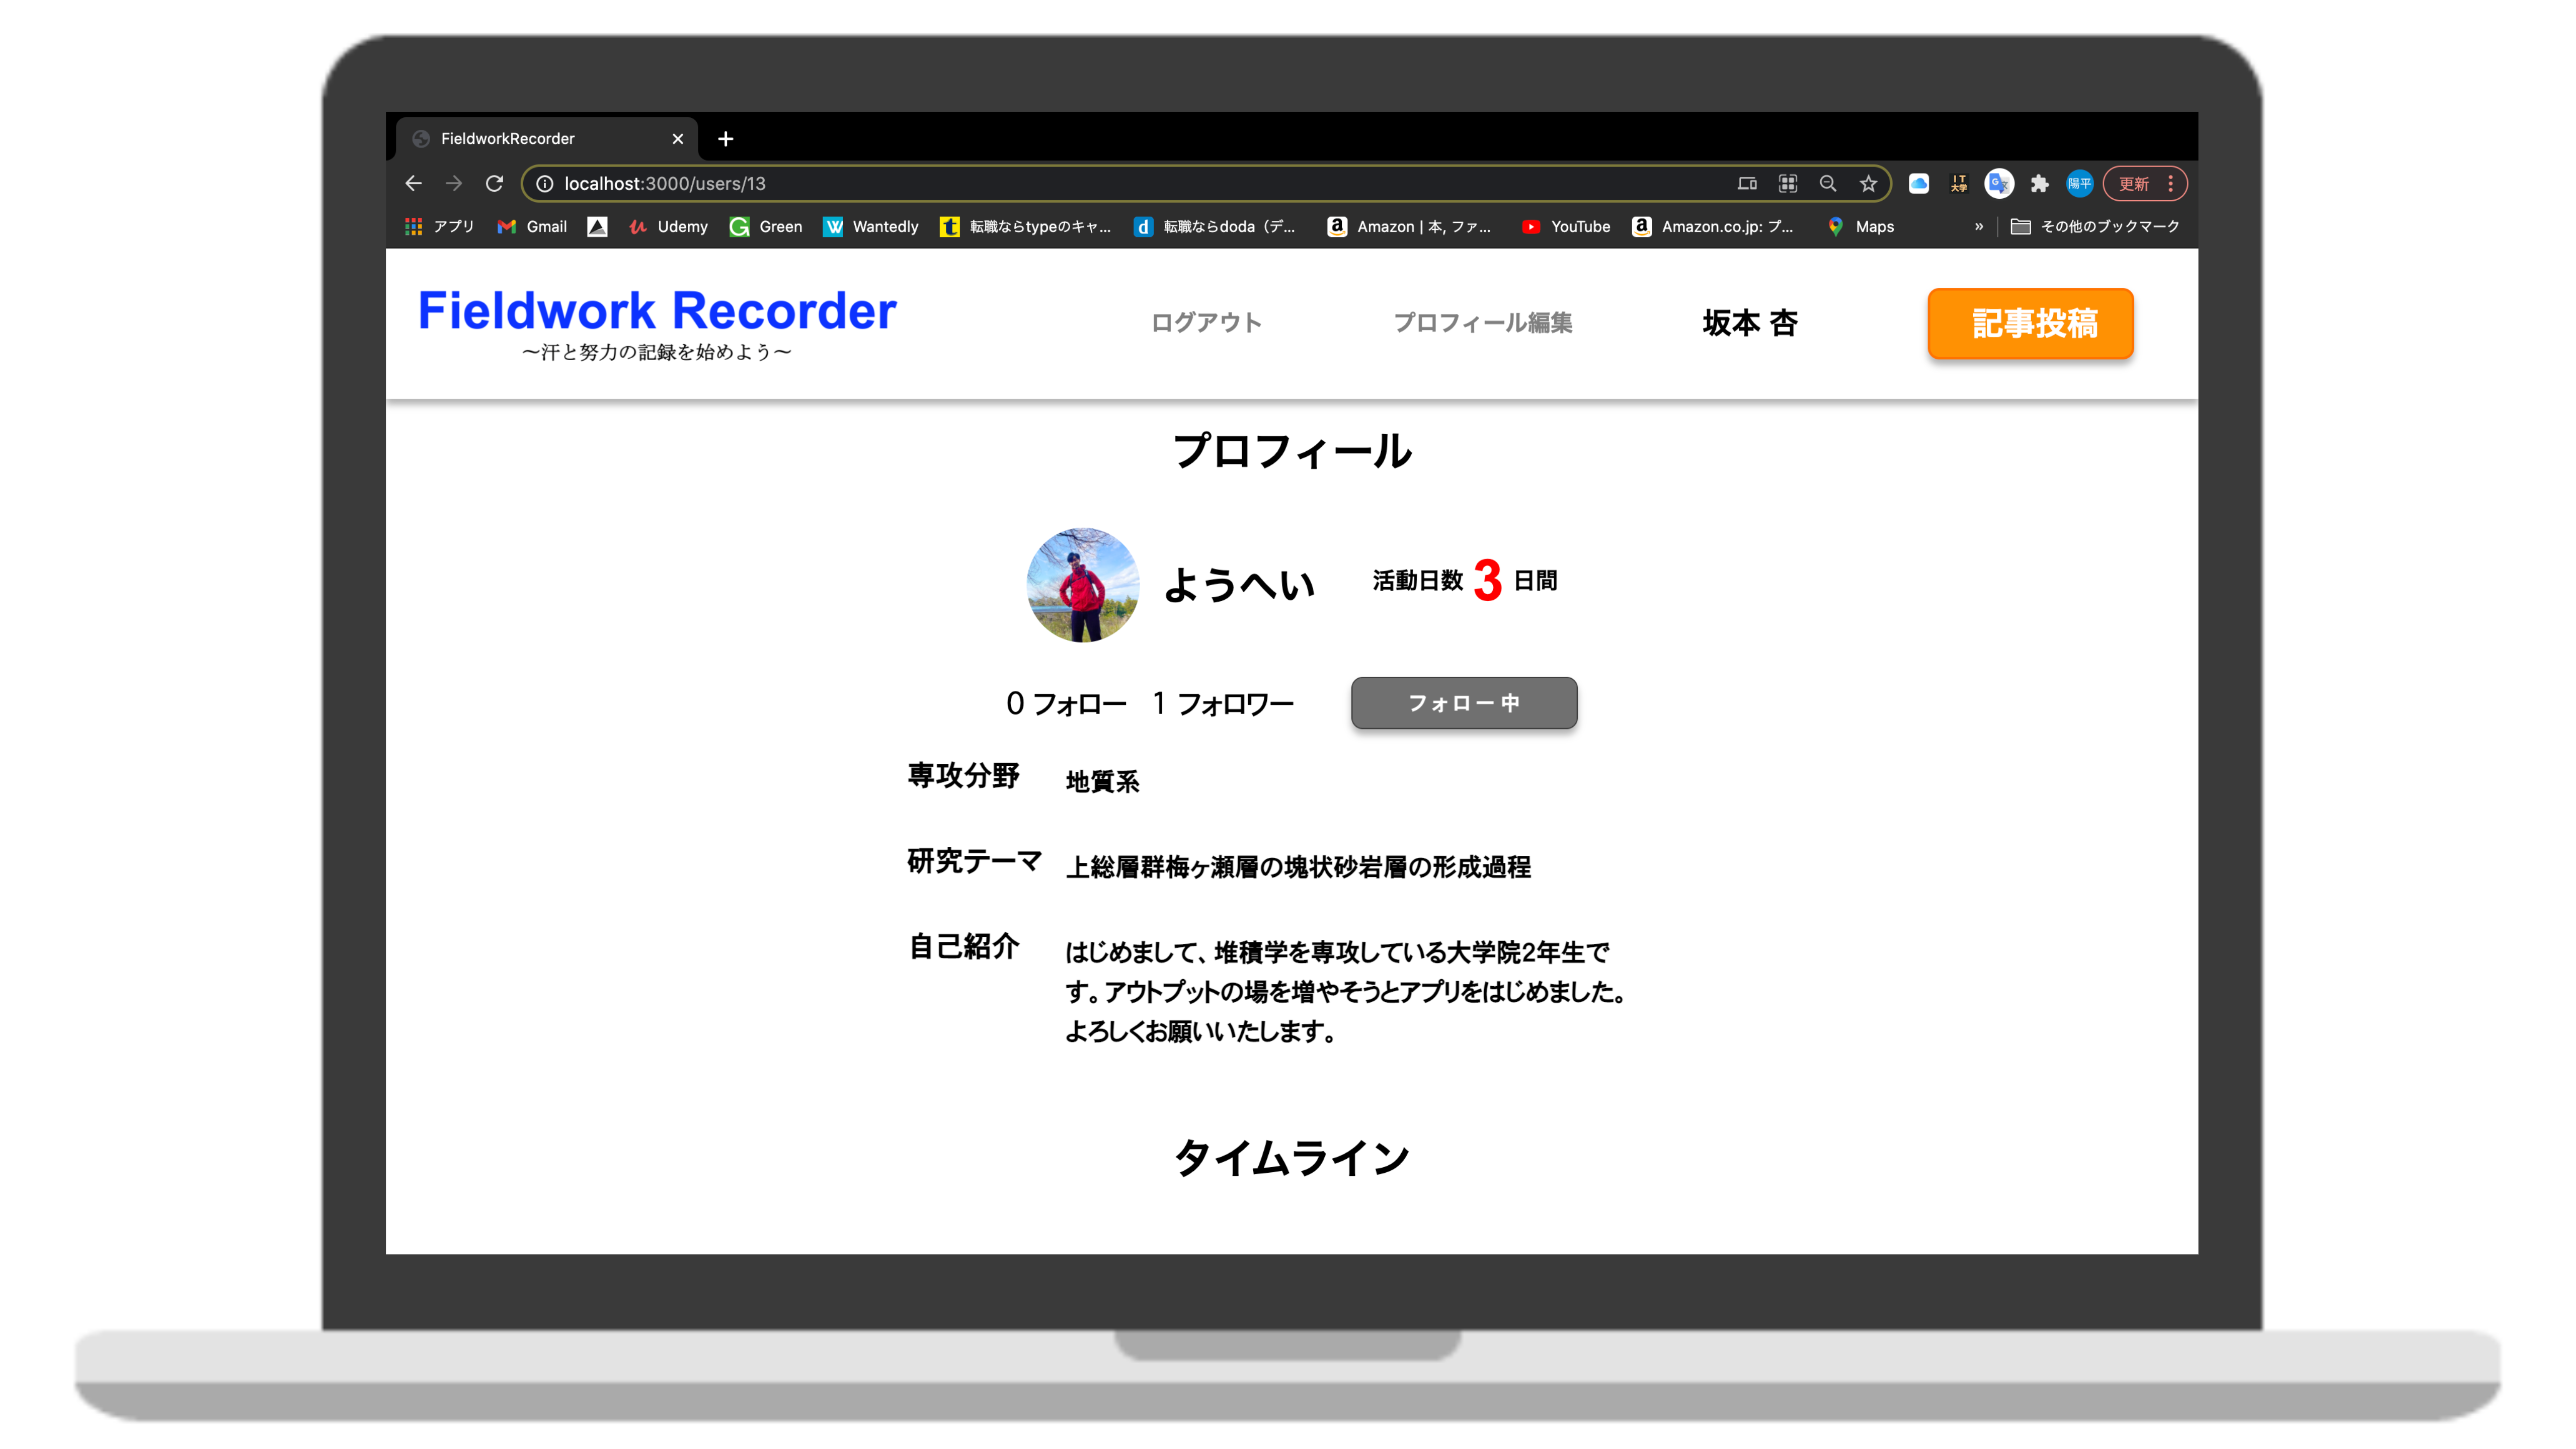 FieldworkRecorder
localhost:3000/users/13
IT大学
陽平
更新
アプリ
Gmail
Udemy
Green
Wantedly
転職ならtypeのキャ...
転職ならdoda（デ...
Amazon | 本, ファ...
YouTube
Amazon.co.jp: プ...
Maps
»
その他のブックマーク
Fieldwork Recorder
〜汗と努力の記録を始めよう〜
ログアウト
プロフィール編集
坂本 杏
記事投稿
プロフィール
ようへい
活動日数 3 日間
0 フォロー 1 フォロワー
フォロー中
専攻分野 地質系
研究テーマ 上総層群梅ヶ瀬層の塊状砂岩層の形成過程
自己紹介 はじめまして、堆積学を専攻している大学院2年生で
す。アウトプットの場を増やそうとアプリをはじめました。
よろしくお願いいたします。
タイムライン